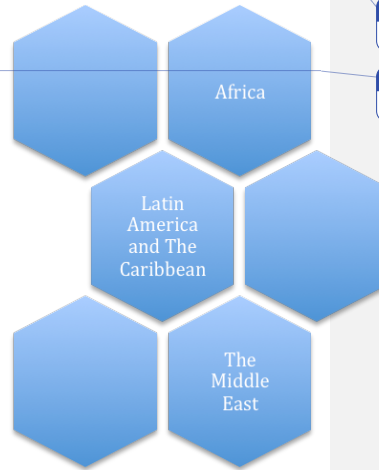 Africa
Latin
America
and The
Caribbean
The
Middle
East